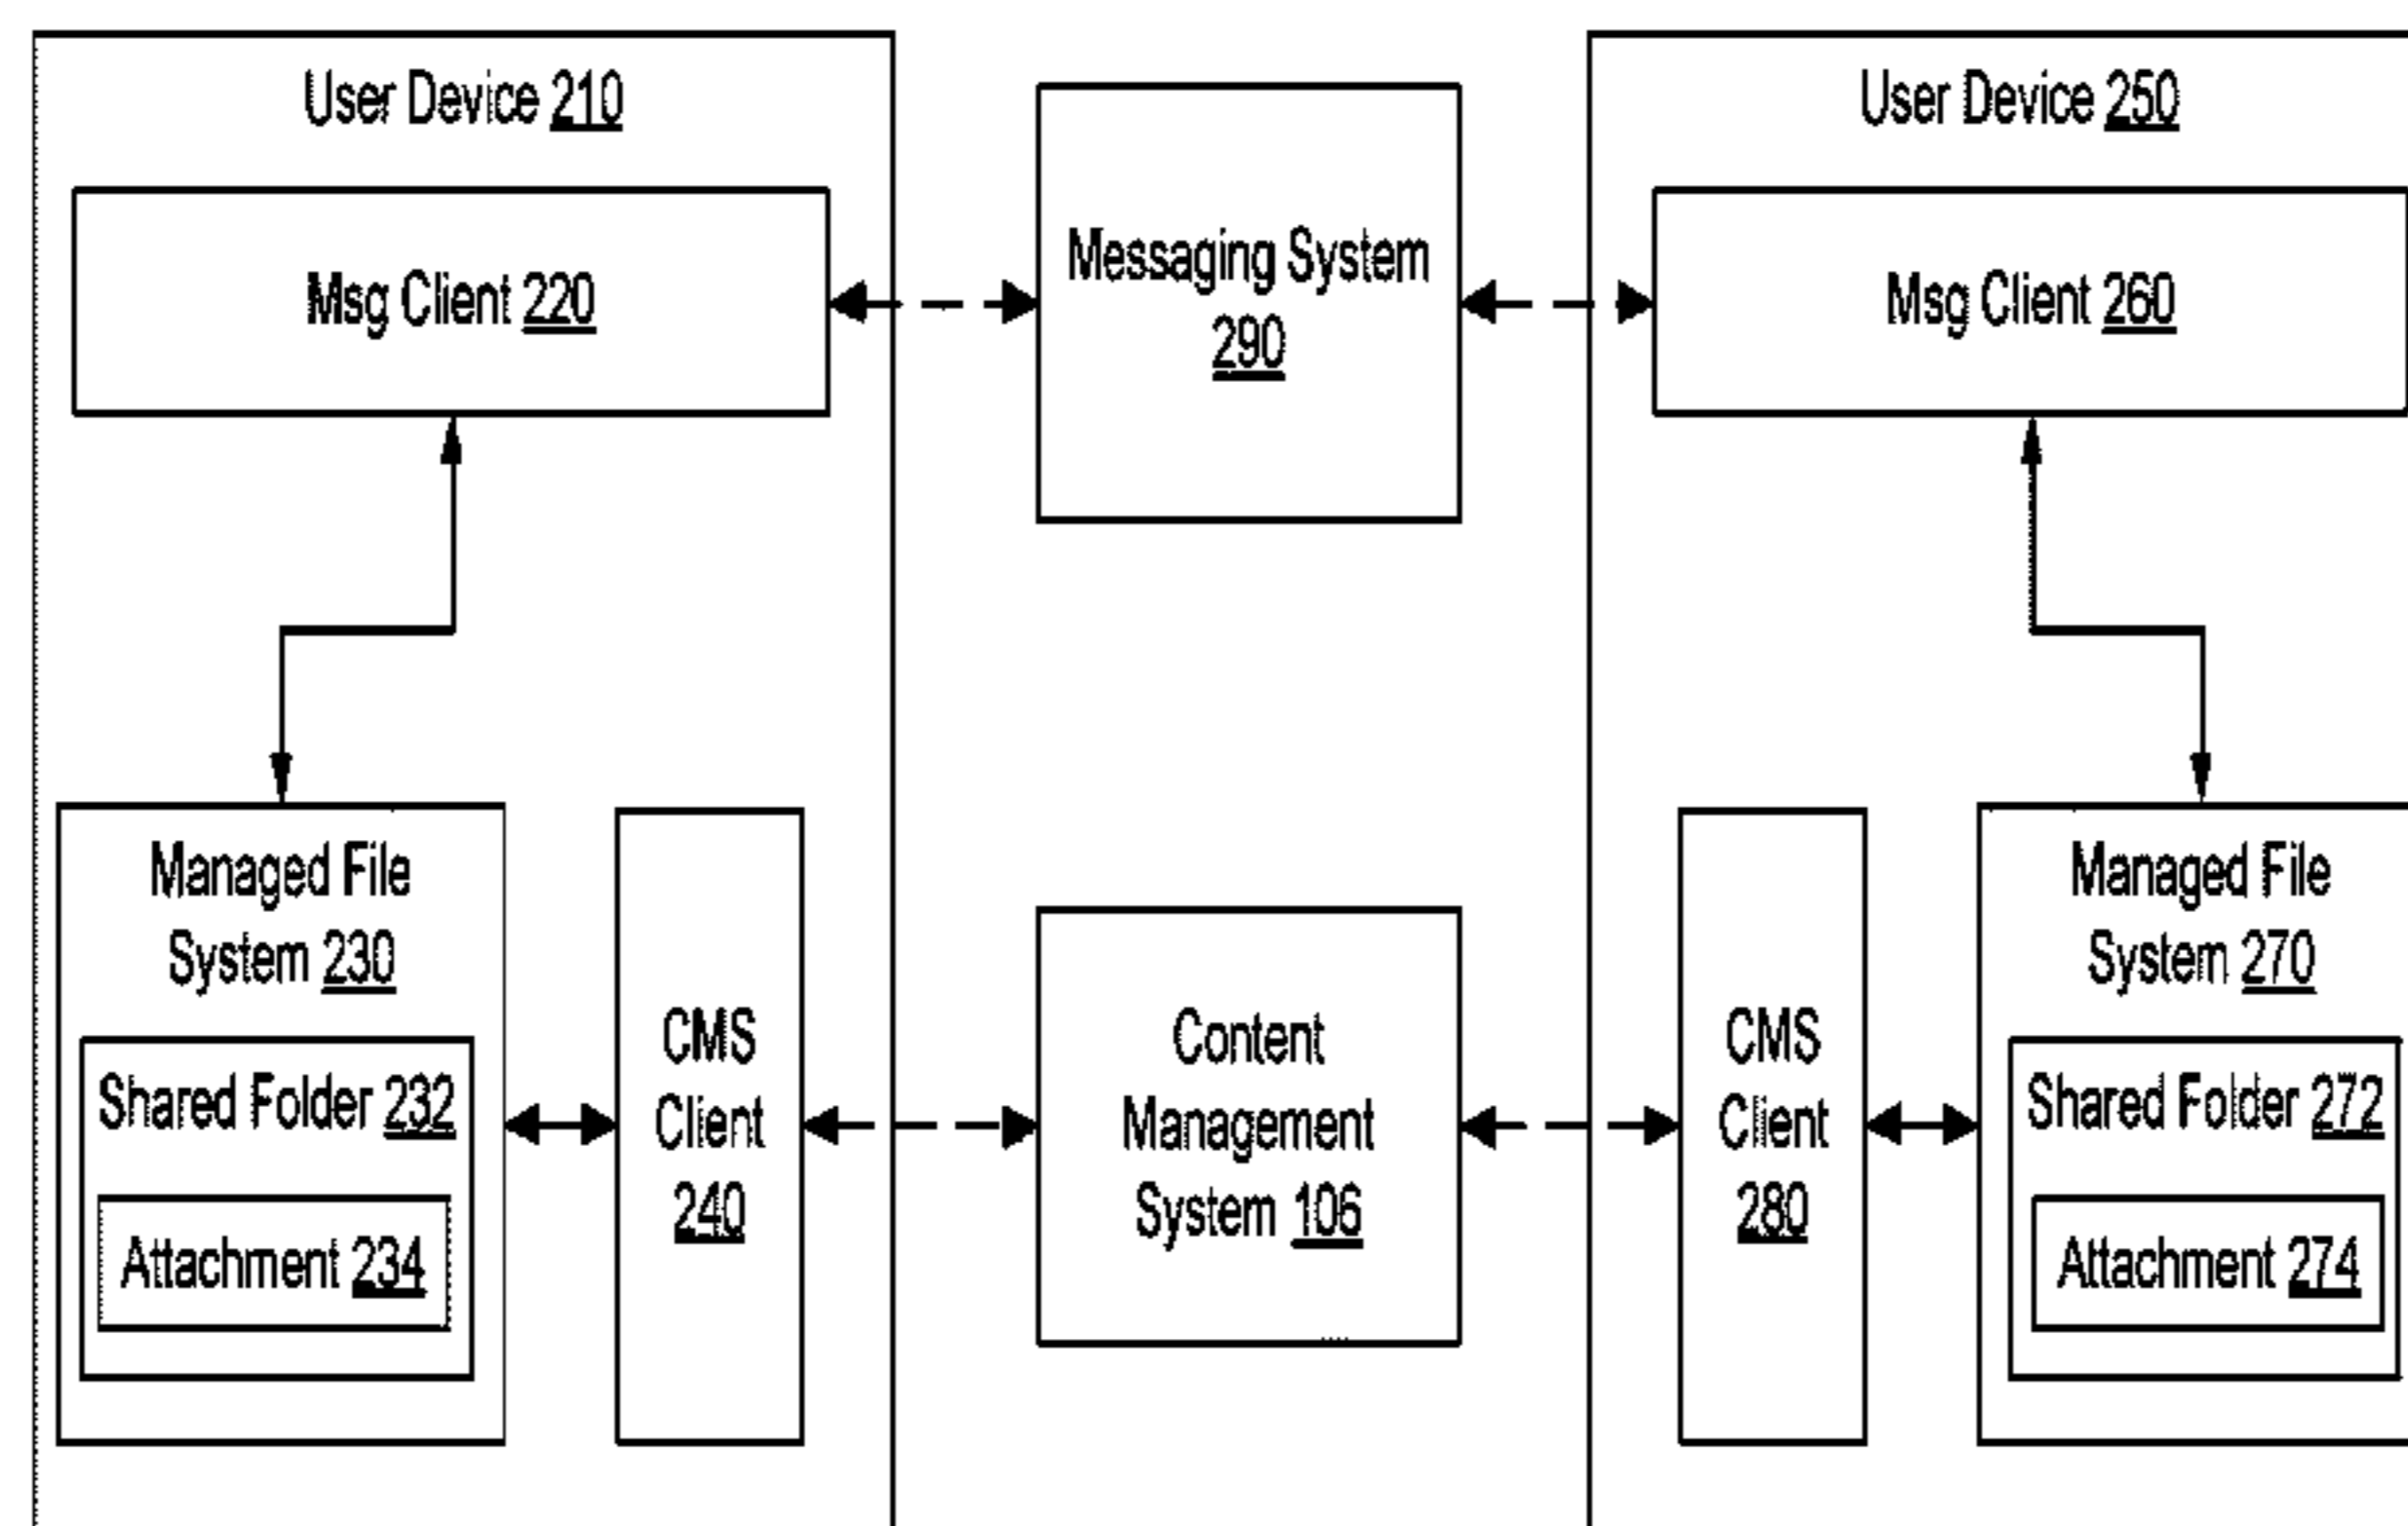 User Device 210
Msg Client 220
Messaging System
290
User Device 250
Msg Client 260
Managed File
System 230
Shared Folder 232
Attachment 234
CMS
Client
240
Content
Management
System 106
CMS
Client
280
Managed File
System 270
Shared Folder 272
Attachment 274